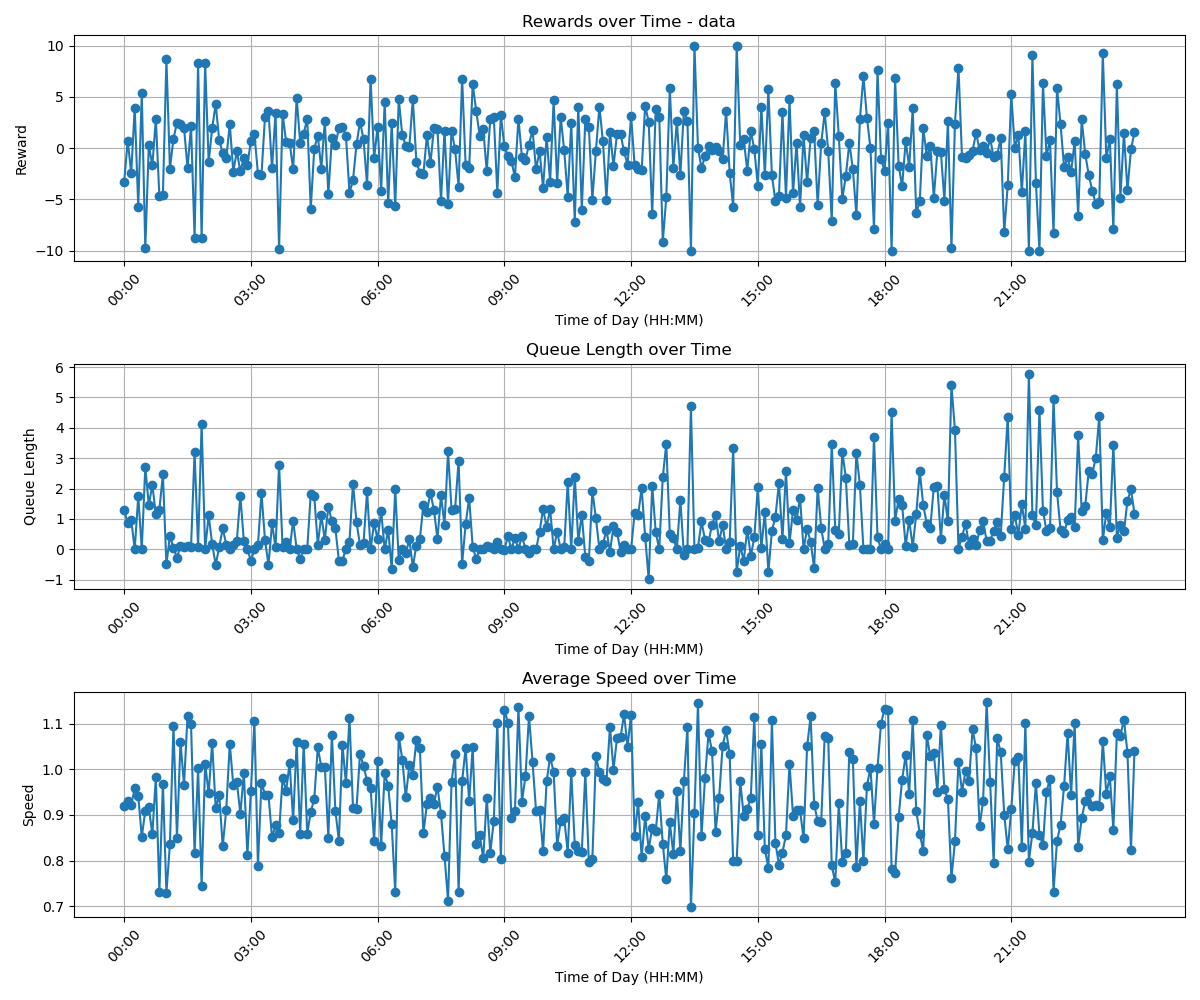 Rewards over Time - data
10
5
0
−5
−10
Reward
00:00 03:00 06:00 09:00 12:00 15:00 18:00 21:00
Time of Day (HH:MM)
Queue Length over Time
6
5
4
3
2
1
0
−1
Queue Length
00:00 03:00 06:00 09:00 12:00 15:00 18:00 21:00
Time of Day (HH:MM)
Average Speed over Time
1.1
1.0
0.9
0.8
0.7
Speed
00:00 03:00 06:00 09:00 12:00 15:00 18:00 21:00
Time of Day (HH:MM)